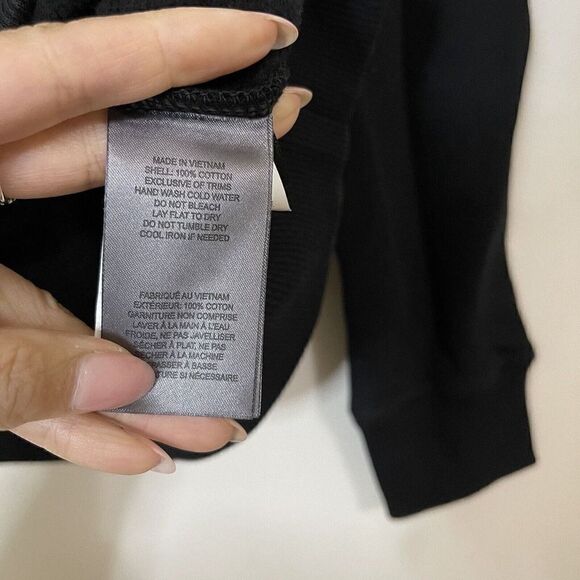 MADE IN VIETNAM
SHELL: 100% COTTON
EXCLUSIVE OF TRIMS
HAND WASH COLD WATER
DO NOT BLEACH
LAY FLAT TO DRY
DO NOT TUMBLE DRY
COOL IRON IF NEEDED
FABRIQUÉ AU VIETNAM
EXTÉRIEUR: 100% COTON
GARNITURE NON COMPRISE
LAVER À LA MAIN À L'EAU
FROIDE, NE PAS JAVELLISER
SÉCHER À PLAT, NE PAS
SÉCHER À LA MACHINE
À BASSE
SI NÉCESSAIRE